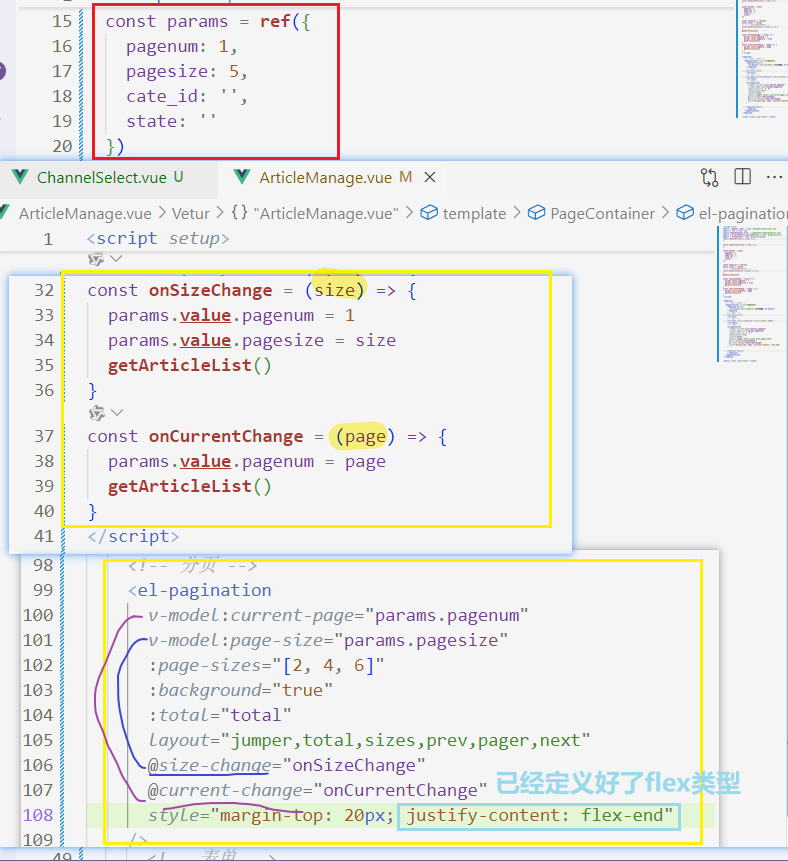 15 const params = ref({
16 pagenum: 1,
17 pagesize: 5,
18 cate_id: '',
19 state: ''
20 })
ChannelSelect.vue U
ArticleManage.vue M ×
ArticleManage.vue > Vetur > {} "ArticleManage.vue" > template > PageContainer > el-pagination
1 <script setup>
32 const onSizeChange = (size) => {
33 params.value.pagenum = 1
34 params.value.pagesize = size
35 getArticleList()
36 }
37 const onCurrentChange = (page) => {
38 params.value.pagenum = page
39 getArticleList()
40 }
41 </script>
98 <!-- 分页 -->
99 <el-pagination
100 v-model:current-page="params.pagenum"
101 v-model:page-size="params.pagesize"
102 :page-sizes="[2, 4, 6]"
103 :background="true"
104 :total="total"
105 layout="jumper,total,sizes,prev,pager,next"
106 @size-change="onSizeChange"
107 @current-change="onCurrentChange"
已经定义好了flex类型
108 style="margin-top: 20px; justify-content: flex-end"
109 />